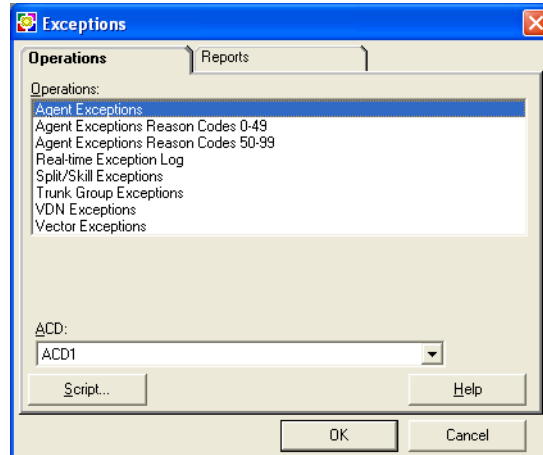 Exceptions
Operations Reports
Operations:
Agent Exceptions
Agent Exceptions Reason Codes 0-49
Agent Exceptions Reason Codes 50-99
Real-time Exception Log
Split/Skill Exceptions
Trunk Group Exceptions
VDN Exceptions
Vector Exceptions
ACD:
ACD1
Script... Help
OK Cancel